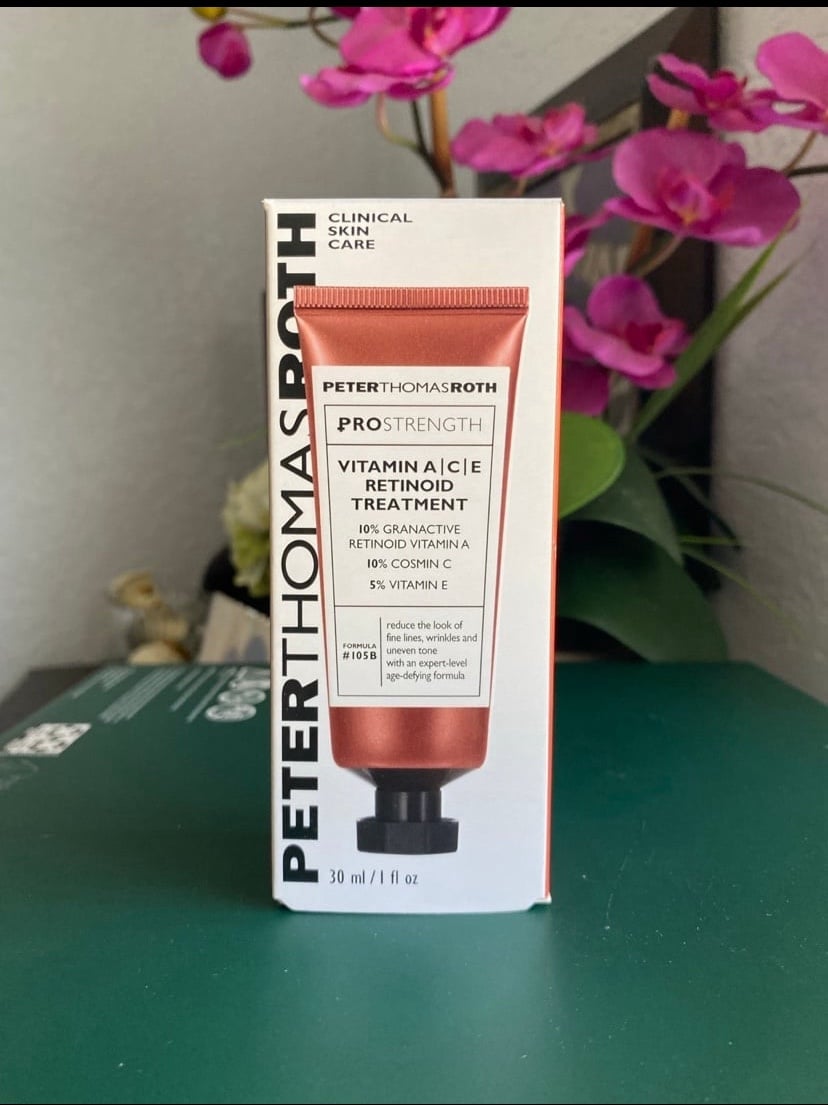 PETERTHOMASROTH
CLINICAL
SKIN
CARE
PETERTHOMASROTH
PROSTRENGTH
VITAMIN A|C|E
RETINOID
TREATMENT
10% GRANACTIVE
RETINOID VITAMIN A
10% COSMIN C
5% VITAMIN E
FORMULA
#105B
reduce the look of
fine lines, wrinkles and
uneven tone
with an expert-level
age-defying formula
30 ml / 1 fl oz